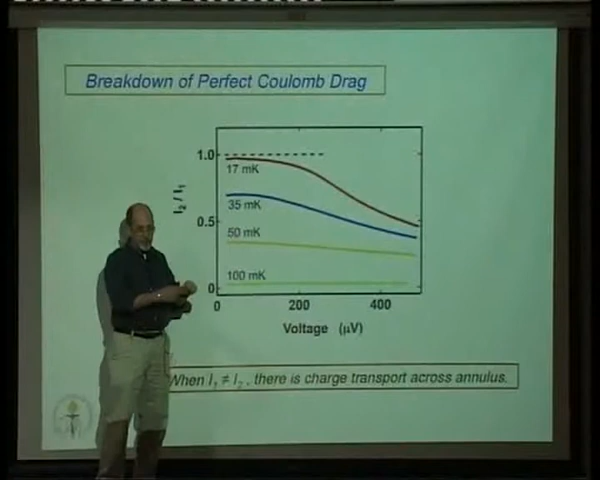 Breakdown of Perfect Coulomb Drag
1.0
17 mK
35 mK
I₂ / I₁
0.5
50 mK
100 mK
0
0 200 400
Voltage (μV)
When I₁ ≠ I₂ , there is charge transport across annulus.